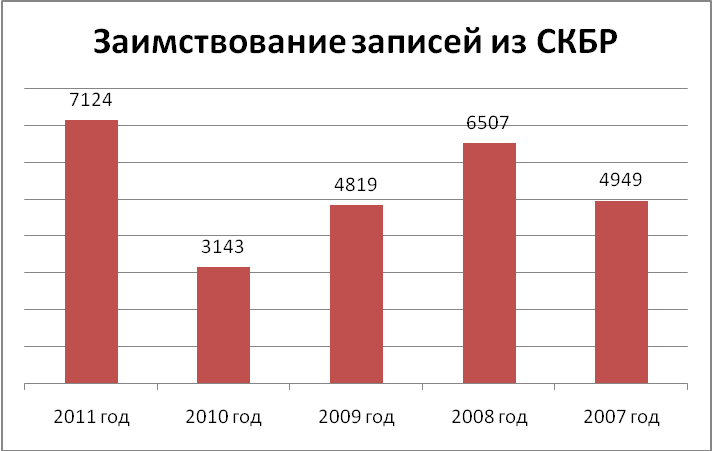 Заимствование записей из СКБР
7124
3143
4819
6507
4949
2011 год
2010 год
2009 год
2008 год
2007 год